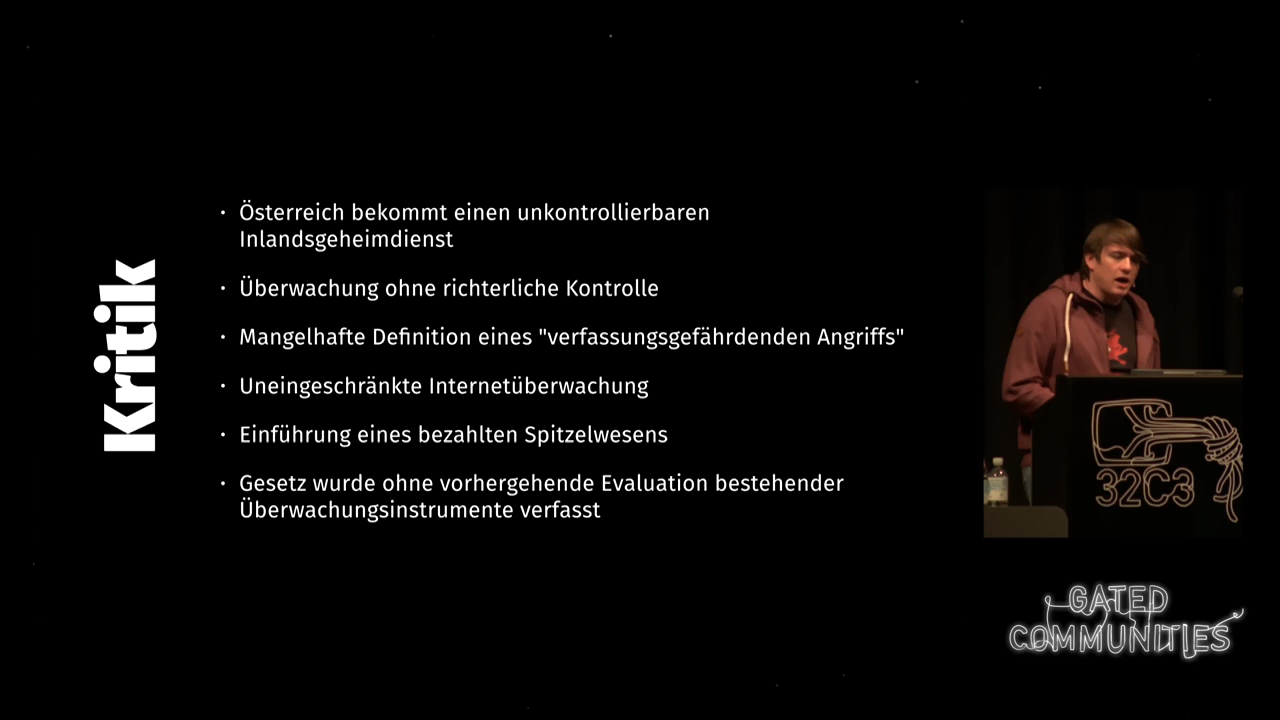 Kritik
· Österreich bekommt einen unkontrollierbaren
Inlandsgeheimdienst
· Überwachung ohne richterliche Kontrolle
· Mangelhafte Definition eines "verfassungsgefährdenden Angriffs"
· Uneingeschränkte Internetüberwachung
· Einführung eines bezahlten Spitzelwesens
· Gesetz wurde ohne vorhergehende Evaluation bestehender
Überwachungsinstrumente verfasst
32C3
GATED
COMMUNITIES